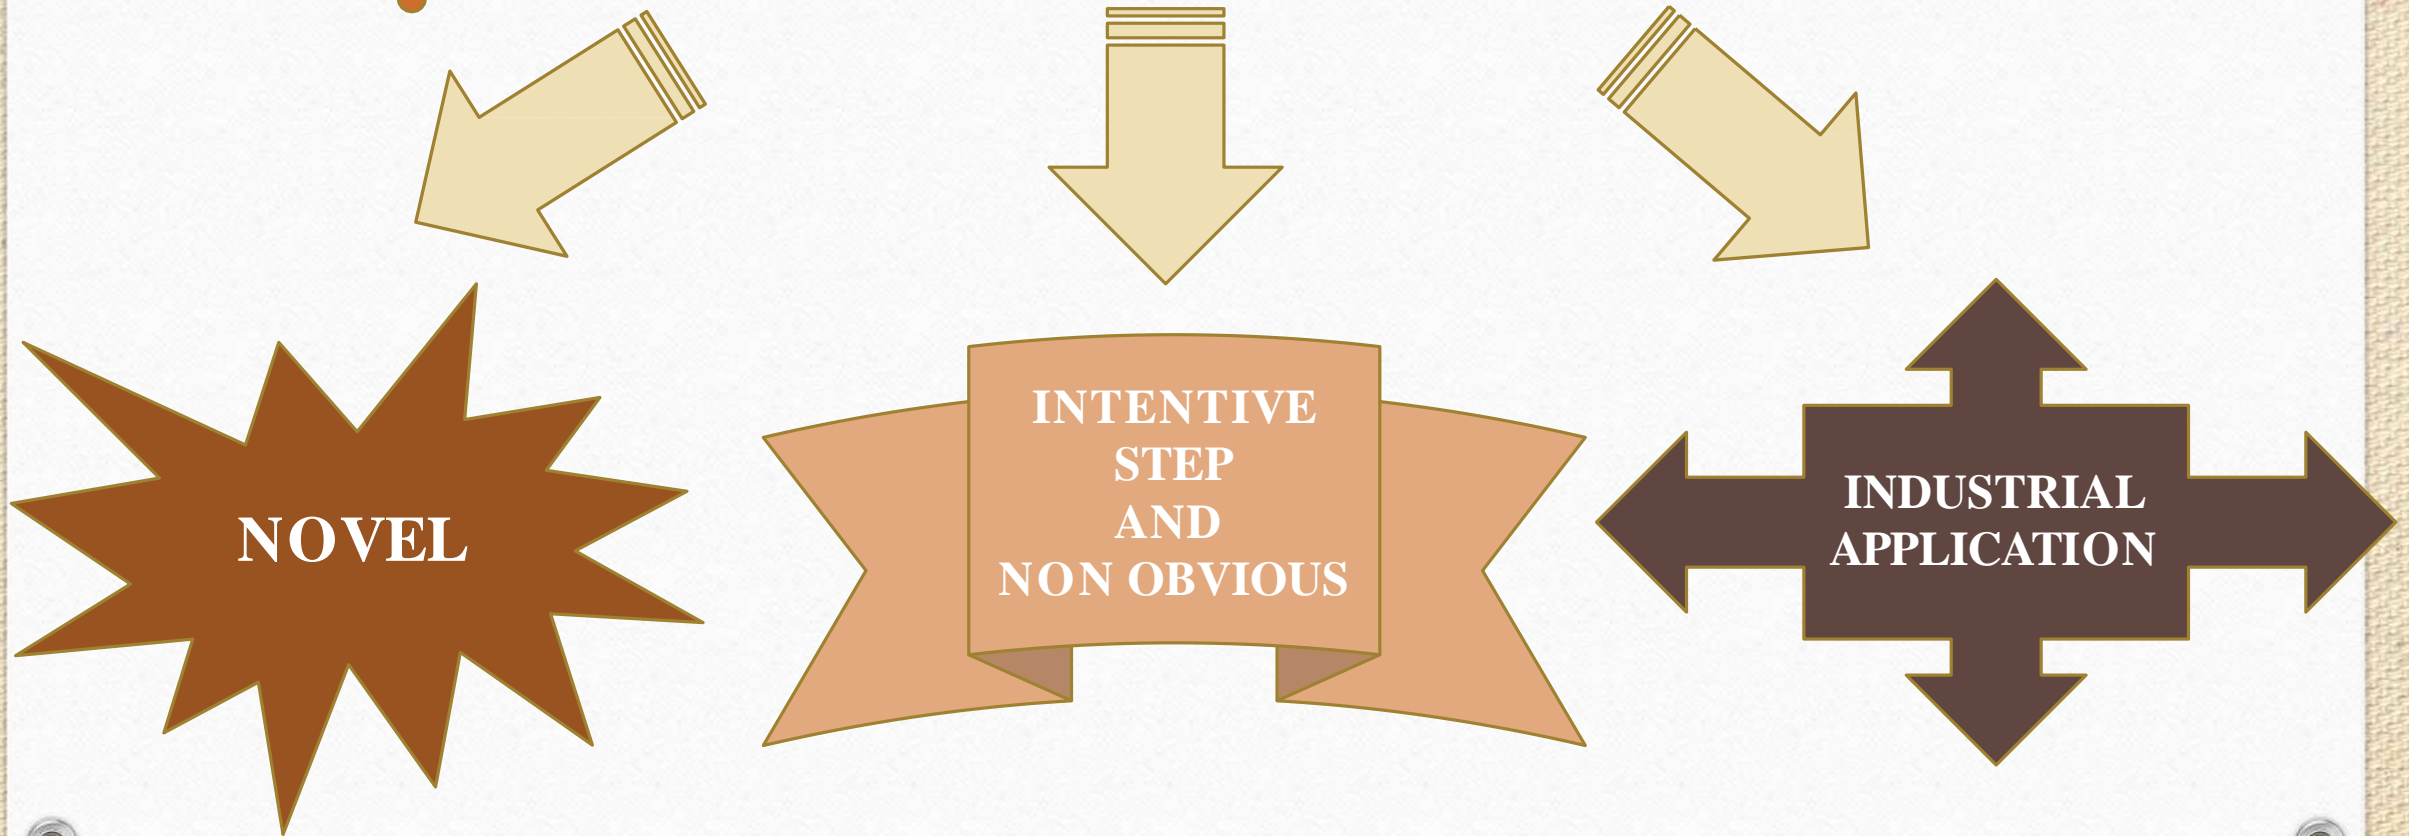 NOVEL
INTENTIVE
STEP
AND
NON OBVIOUS
INDUSTRIAL
APPLICATION